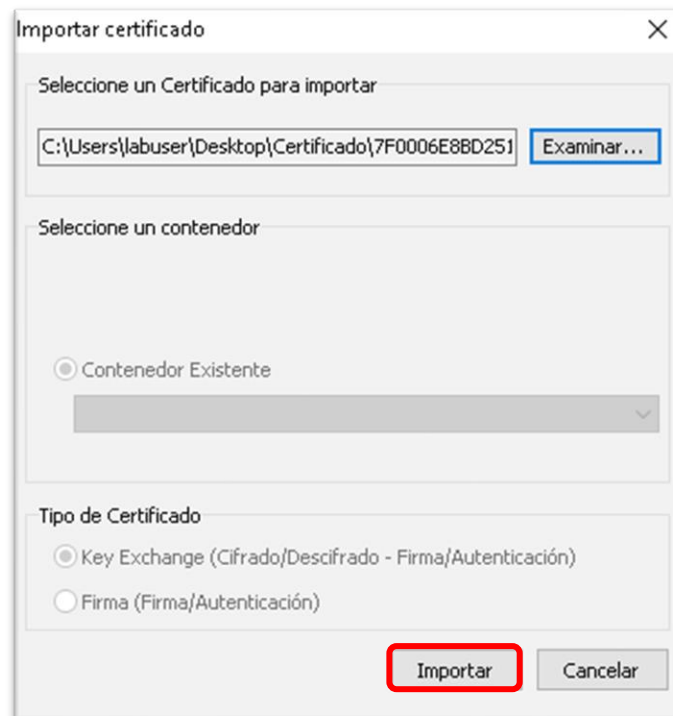 Importar certificado
Seleccione un Certificado para importar
C:\Users\labuser\Desktop\Certificado\7F0006E8BD251 Examinar...
Seleccione un contenedor
Contenedor Existente
Tipo de Certificado
Key Exchange (Cifrado/Descifrado - Firma/Autenticación)
Firma (Firma/Autenticación)
Importar Cancelar